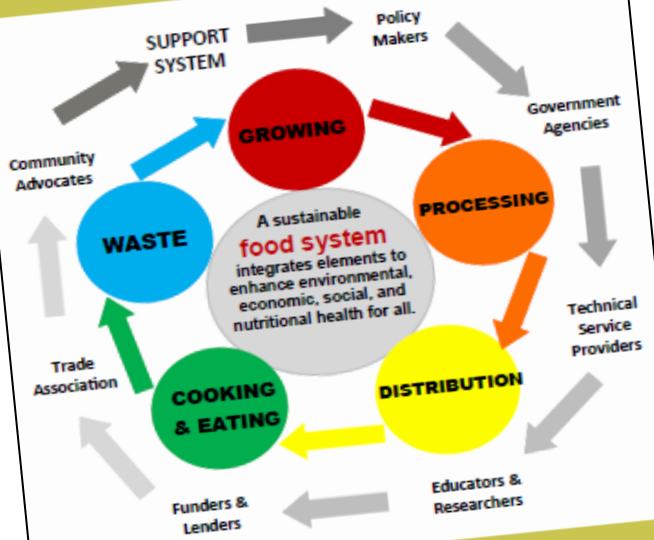 SUPPORT
SYSTEM
Policy
Makers
Government
Agencies
Technical
Service
Providers
Educators &
Researchers
Funders &
Lenders
Trade
Association
Community
Advocates
GROWING
PROCESSING
DISTRIBUTION
COOKING
& EATING
WASTE
A sustainable
food system
integrates elements to
enhance environmental,
economic, social, and
nutritional health for all.